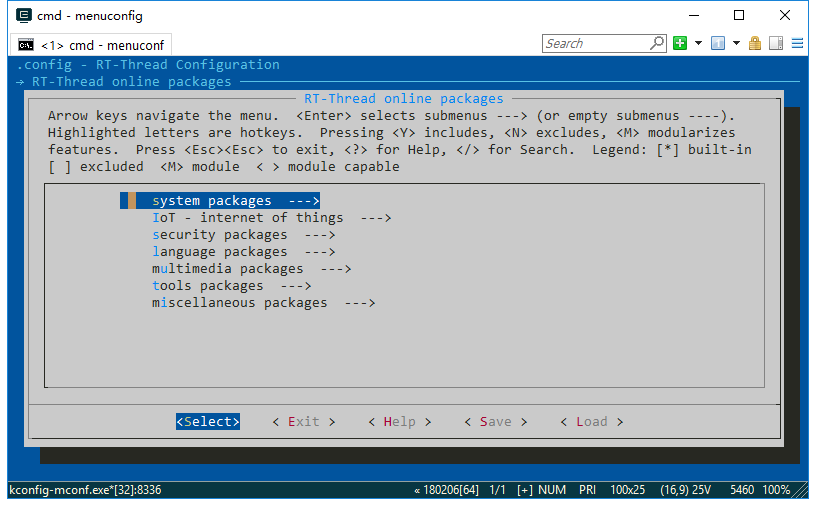 cmd - menuconfig
<1> cmd - menuconf
Search
.config - RT-Thread Configuration
→ RT-Thread online packages
RT-Thread online packages
Arrow keys navigate the menu.  <Enter> selects submenus ---> (or empty submenus ----).
Highlighted letters are hotkeys.  Pressing <Y> includes, <N> excludes, <M> modularizes
features.  Press <Esc><Esc> to exit, <?> for Help, </> for Search.  Legend: [*] built-in
[ ] excluded  <M> module  < > module capable
system packages  --->
IoT - internet of things  --->
security packages  --->
language packages  --->
multimedia packages  --->
tools packages  --->
miscellaneous packages  --->
<Select>    < Exit >    < Help >    < Save >    < Load >
kconfig-mconf.exe*[32]:8336    « 180206[64]  1/1  [+] NUM  PRI  100x25  (16,9) 25V  5460  100%